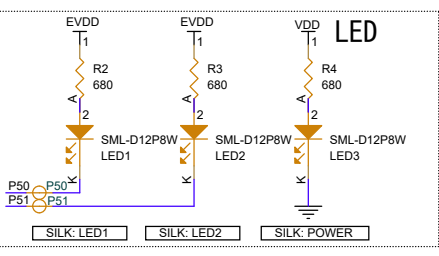 EVDD
EVDD
VDD
LED
1
1
1
R2
680
R3
680
R4
680
A
A
A
2
2
2
SML-D12P8W
LED1
SML-D12P8W
LED2
SML-D12P8W
LED3
K
K
K
P50
P50
P51
P51
SILK: LED1
SILK: LED2
SILK: POWER